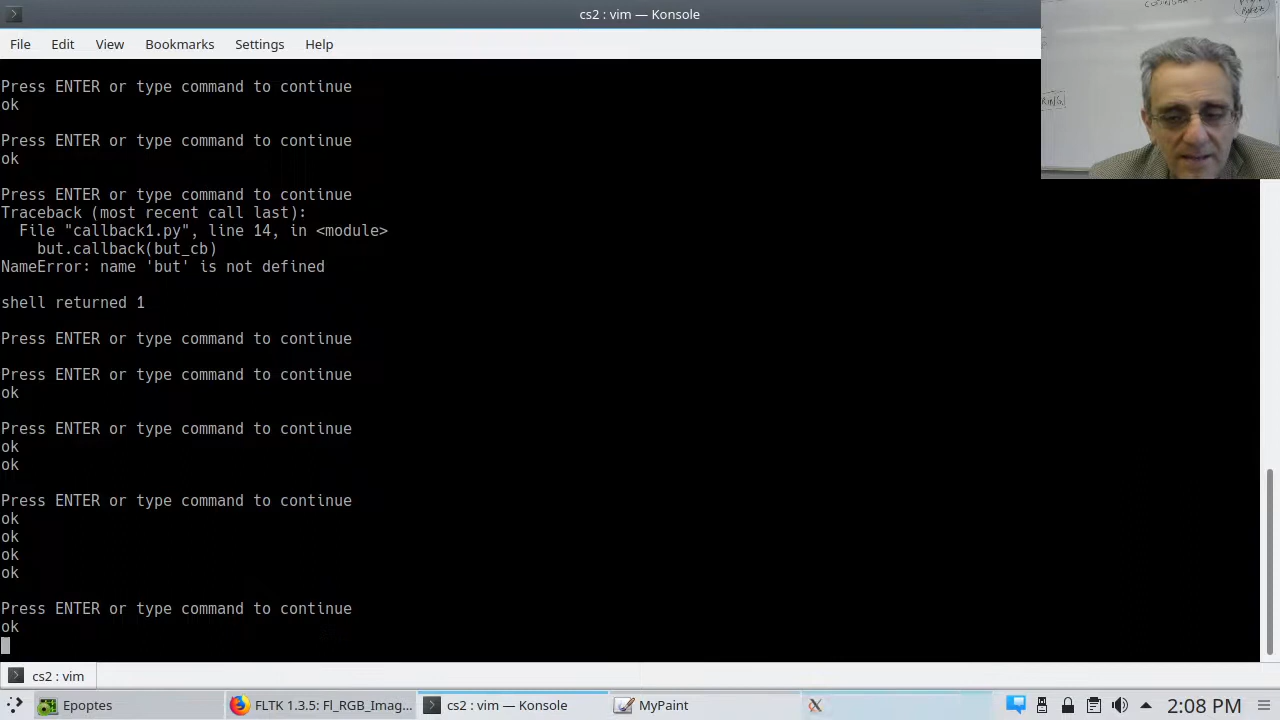 cs2 : vim — Konsole
File Edit View Bookmarks Settings Help
Press ENTER or type command to continue
ok
Press ENTER or type command to continue
ok
Press ENTER or type command to continue
Traceback (most recent call last):
File "callback1.py", line 14, in <module>
but.callback(but_cb)
NameError: name 'but' is not defined
shell returned 1
Press ENTER or type command to continue
Press ENTER or type command to continue
ok
Press ENTER or type command to continue
ok
ok
Press ENTER or type command to continue
ok
ok
ok
ok
Press ENTER or type command to continue
ok
cs2 : vim
Epoptes FLTK 1.3.5: Fl_RGB_Imag... cs2 : vim — Konsole MyPaint 2:08 PM